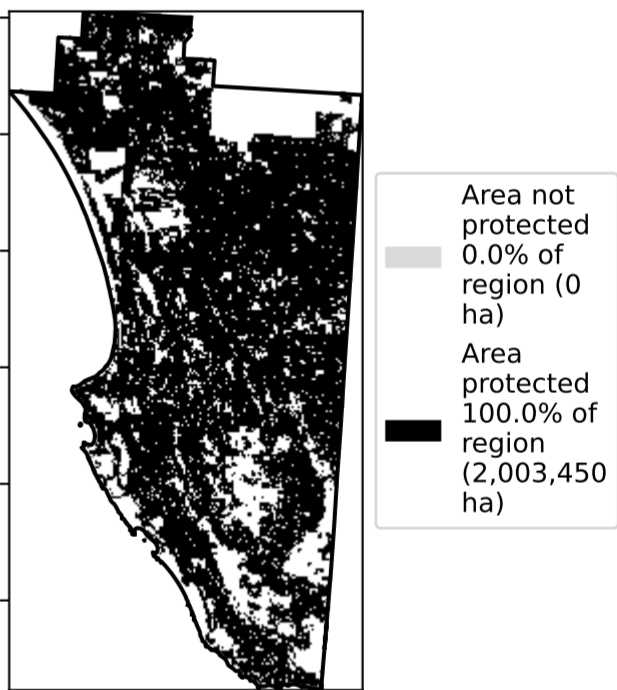 Area not
protected
0.0% of
region (0
ha)
Area
protected
100.0% of
region
(2,003,450
ha)